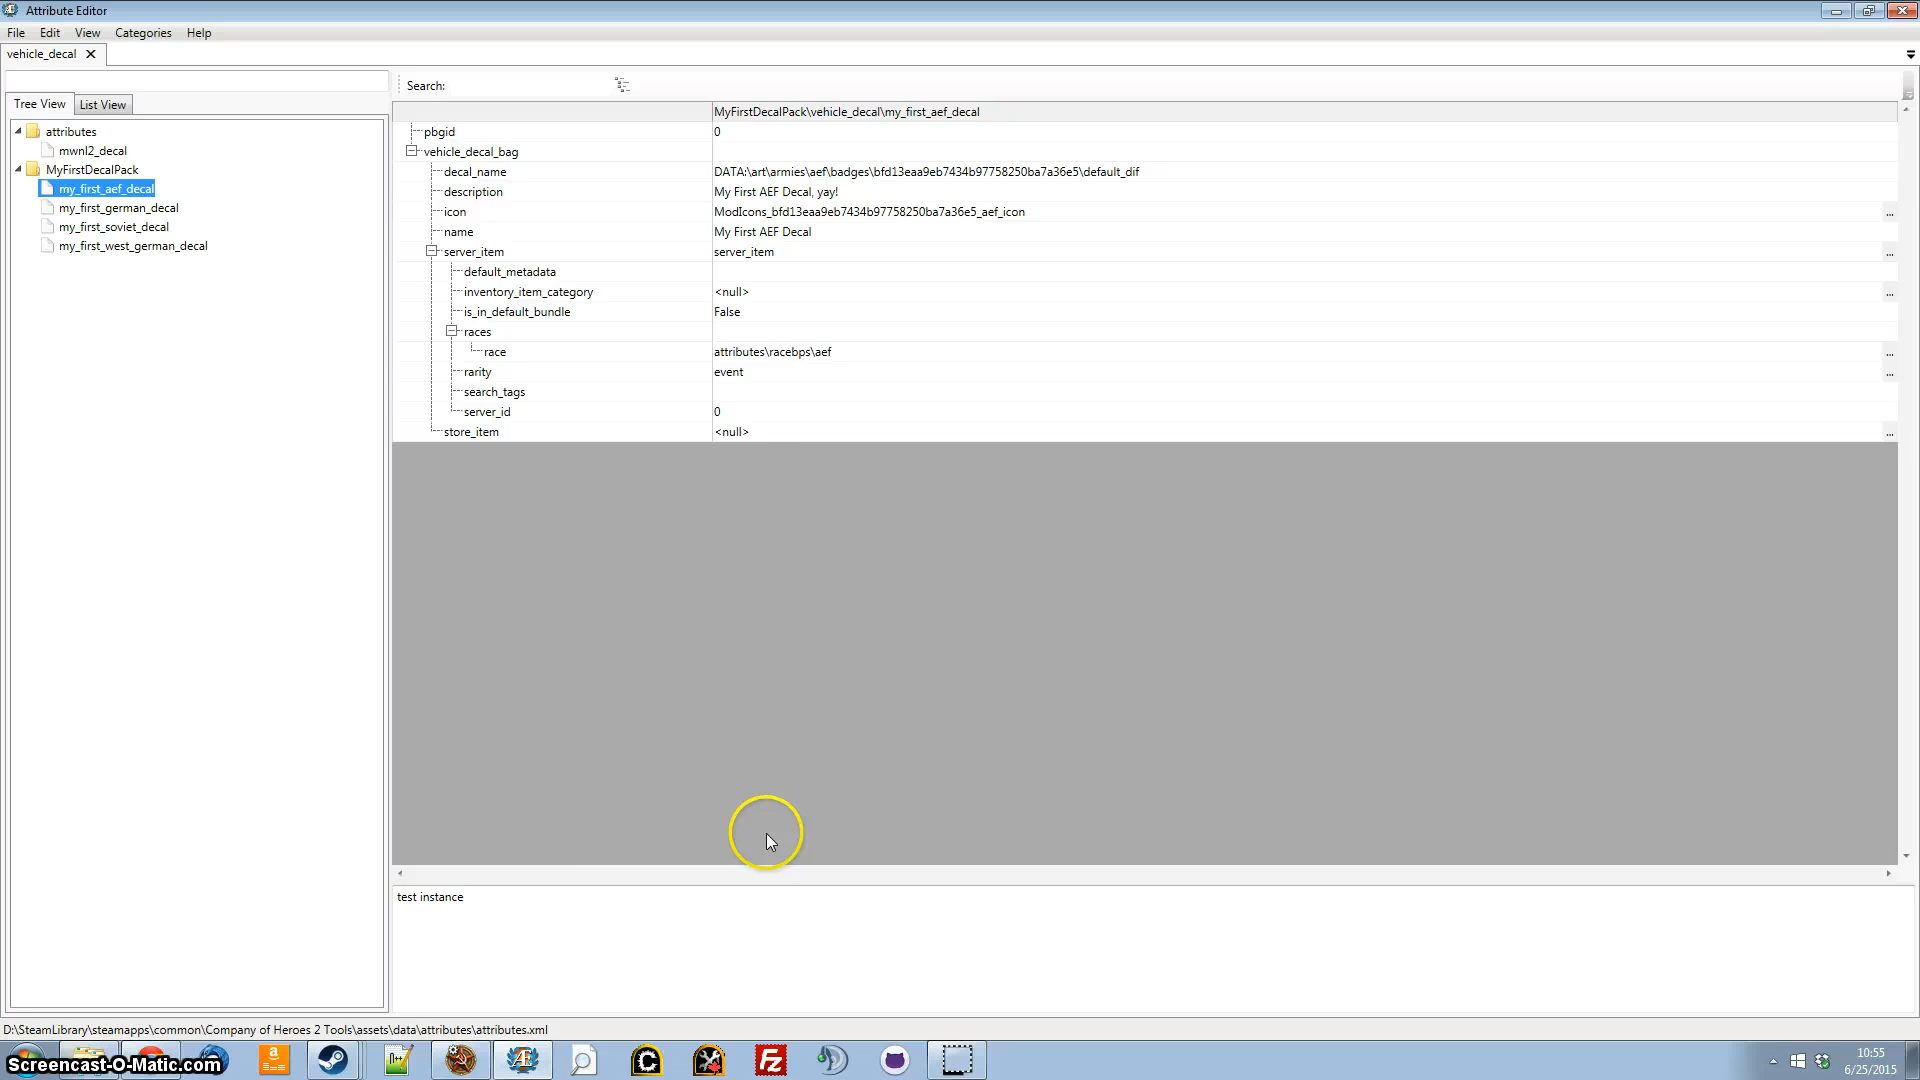 Attribute Editor
File Edit View Categories Help
vehicle_decal
Tree View List View
attributes
mwnl2_decal
MyFirstDecalPack
my_first_aef_decal
my_first_german_decal
my_first_soviet_decal
my_first_west_german_decal
Search:
MyFirstDecalPack\vehicle_decal\my_first_aef_decal
pbgid 0
vehicle_decal_bag
decal_name DATA:\art\armies\aef\badges\bfd13eaa9eb7434b97758250ba7a36e5\default_dif
description My First AEF Decal, yay!
icon ModIcons_bfd13eaa9eb7434b97758250ba7a36e5_aef_icon ...
name My First AEF Decal
server_item server_item ...
default_metadata
inventory_item_category <null> ...
is_in_default_bundle False
races
race attributes\racebps\aef ...
rarity event ...
search_tags
server_id 0
store_item <null> ...
test instance
D:\SteamLibrary\steamapps\common\Company of Heroes 2 Tools\assets\data\attributes\attributes.xml
Screencast-O-Matic.com
a
n++
Æ
C
FZ
10:55
6/25/2015